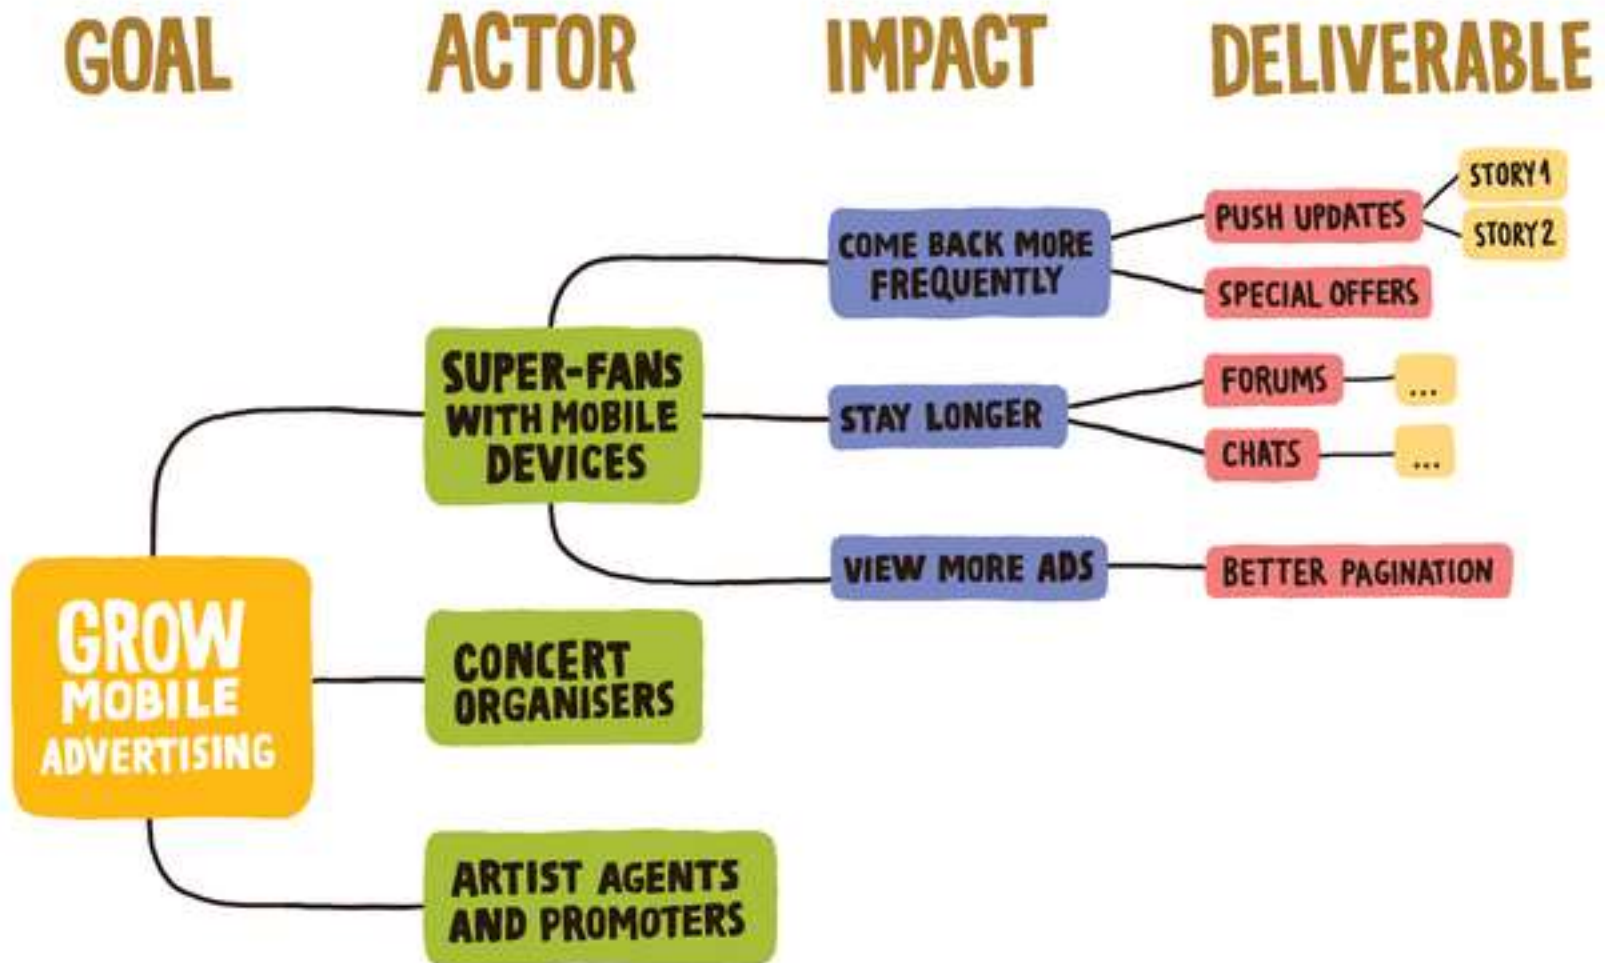 GOAL
ACTOR
IMPACT
DELIVERABLE
GROW
MOBILE
ADVERTISING
SUPER-FANS
WITH MOBILE
DEVICES
COME BACK MORE
FREQUENTLY
PUSH UPDATES
STORY 1
STORY 2
SPECIAL OFFERS
STAY LONGER
FORUMS
...
CHATS
...
VIEW MORE ADS
BETTER PAGINATION
CONCERT
ORGANISERS
ARTIST AGENTS
AND PROMOTERS